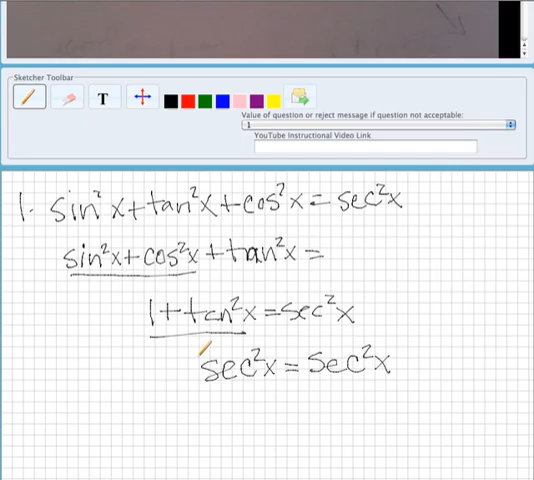 Sketcher Toolbar
T
Value of question or reject message if question not acceptable:
1
YouTube Instructional Video Link
1. sin²x+tan²x+cos²x=sec²x
sin²x+cos²x+tan²x=
1+tan²x=sec²x
sec²x=sec²x